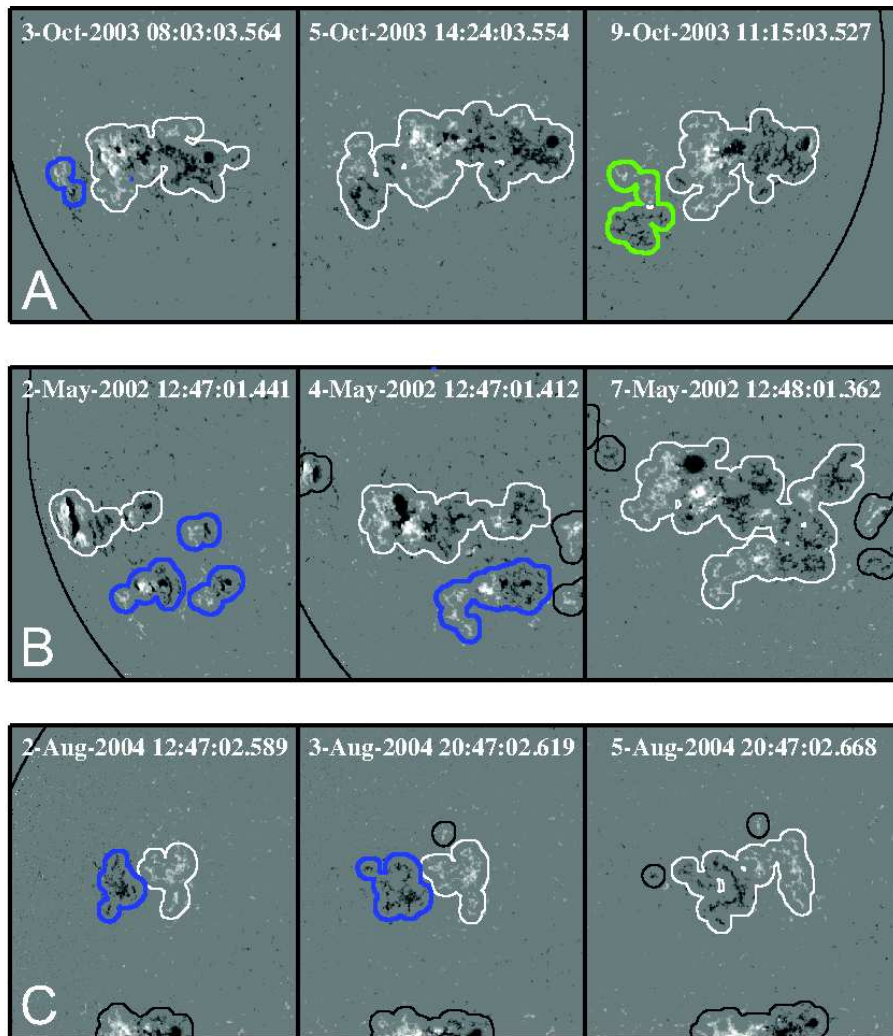 3-Oct-2003 08:03:03.564
5-Oct-2003 14:24:03.554
9-Oct-2003 11:15:03.527
A
2-May-2002 12:47:01.441
4-May-2002 12:47:01.412
7-May-2002 12:48:01.362
B
2-Aug-2004 12:47:02.589
3-Aug-2004 20:47:02.619
5-Aug-2004 20:47:02.668
C